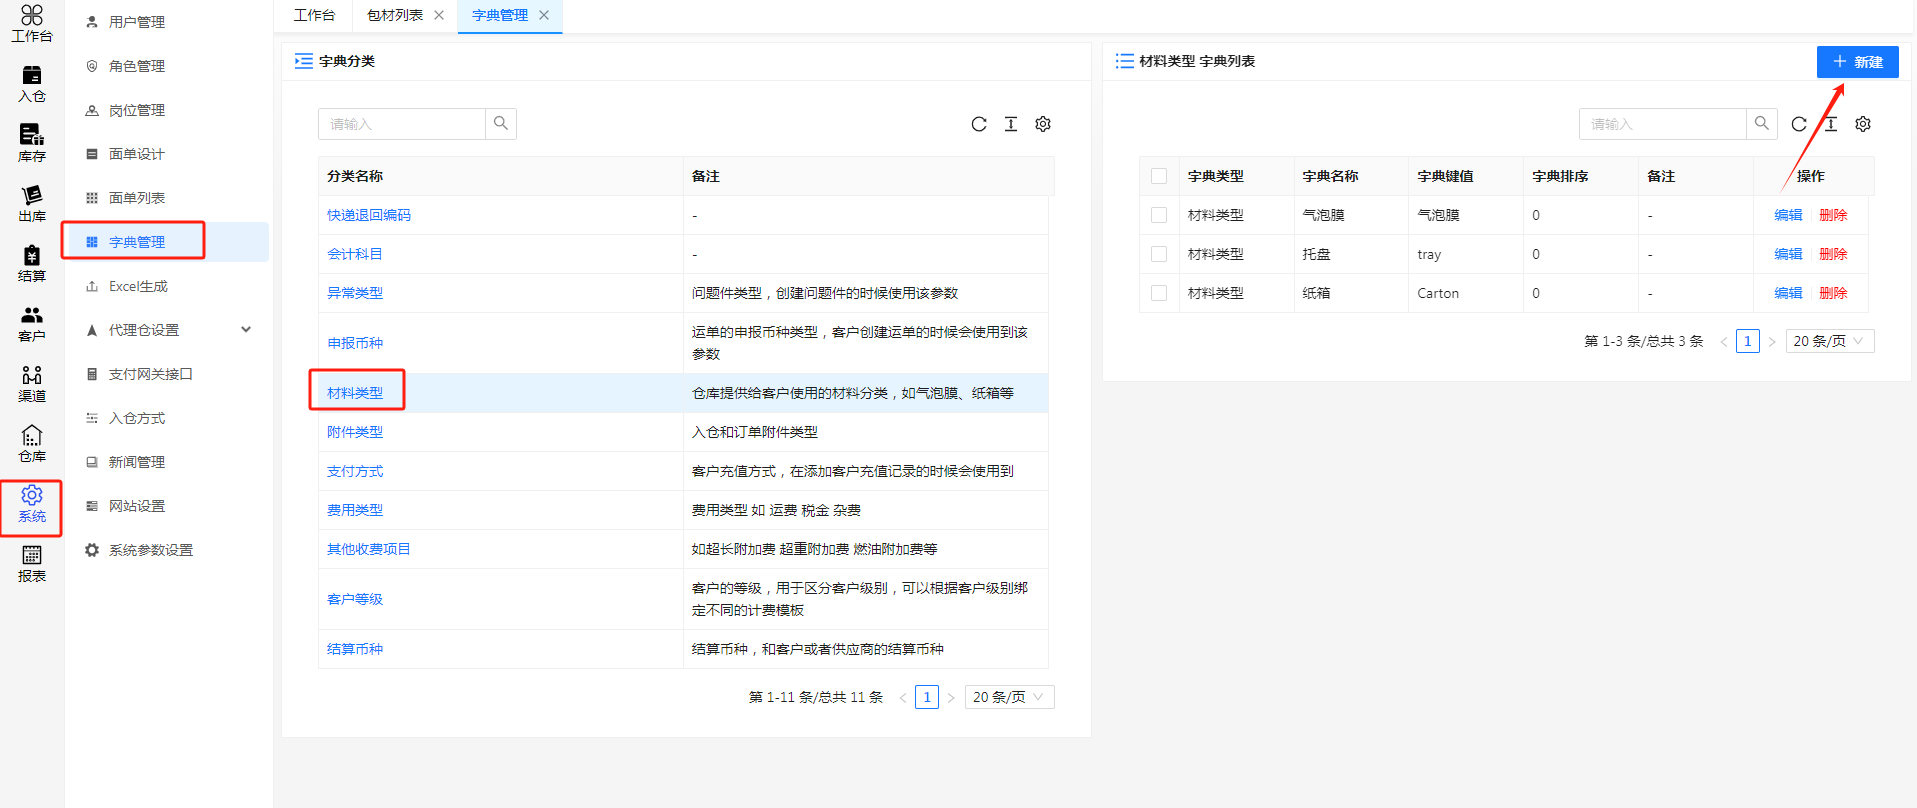 工作台
入仓
库存
出库
结算
客户
渠道
仓库
系统
报表
用户管理
角色管理
岗位管理
面单设计
面单列表
字典管理
Excel生成
代理仓设置
支付网关接口
入仓方式
新闻管理
网站设置
系统参数设置
工作台 包材列表 字典管理
字典分类
请输入
分类名称 备注
快递退回编码 -
会计科目 -
异常类型 问题件类型，创建问题件的时候使用该参数
申报币种 运单的申报币种类型，客户创建运单的时候会使用到该
参数
材料类型 仓库提供给客户使用的材料分类，如气泡膜、纸箱等
附件类型 入仓和订单附件类型
支付方式 客户充值方式，在添加客户充值记录的时候会使用到
费用类型 费用类型 如 运费 税金 杂费
其他收费项目 如超长附加费 超重附加费 燃油附加费等
客户等级 客户的等级，用于区分客户级别，可以根据客户级别绑
定不同的计费模板
结算币种 结算币种，和客户或者供应商的结算币种
第 1-11 条/总共 11 条 < 1 > 20 条/页
材料类型 字典列表
+ 新建
请输入
字典类型 字典名称 字典键值 字典排序 备注 操作
材料类型 气泡膜 气泡膜 0 - 编辑 删除
材料类型 托盘 tray 0 - 编辑 删除
材料类型 纸箱 Carton 0 - 编辑 删除
第 1-3 条/总共 3 条 < 1 > 20 条/页